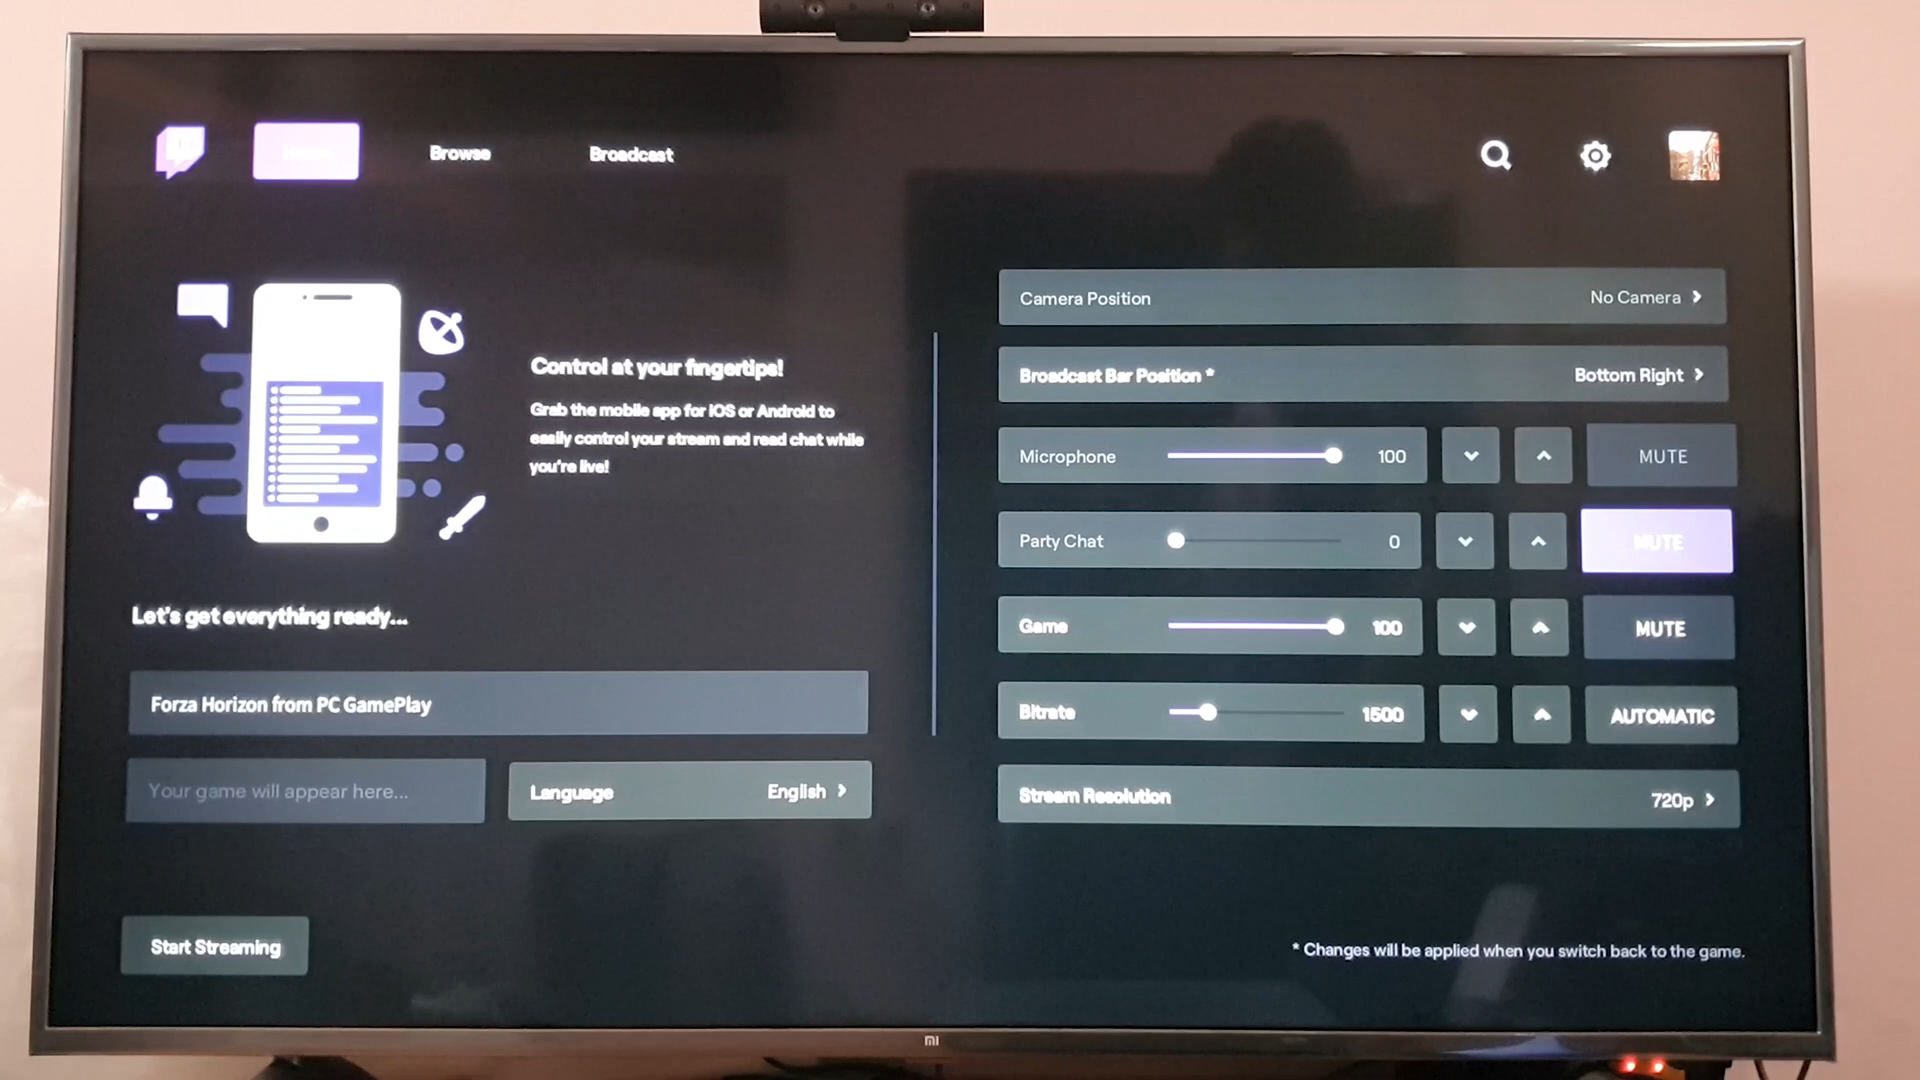 Browse
Broadcast
Control at your fingertips!
Grab the mobile app for iOS or Android to
easily control your stream and read chat while
you're live!
Let's get everything ready...
Forza Horizon from PC GamePlay
Your game will appear here...
Language English
Start Streaming
Camera Position No Camera
Broadcast Bar Position * Bottom Right
Microphone 100 MUTE
Party Chat 0 MUTE
Game 100 MUTE
Bitrate 1500 AUTOMATIC
Stream Resolution 720p
* Changes will be applied when you switch back to the game.
mi